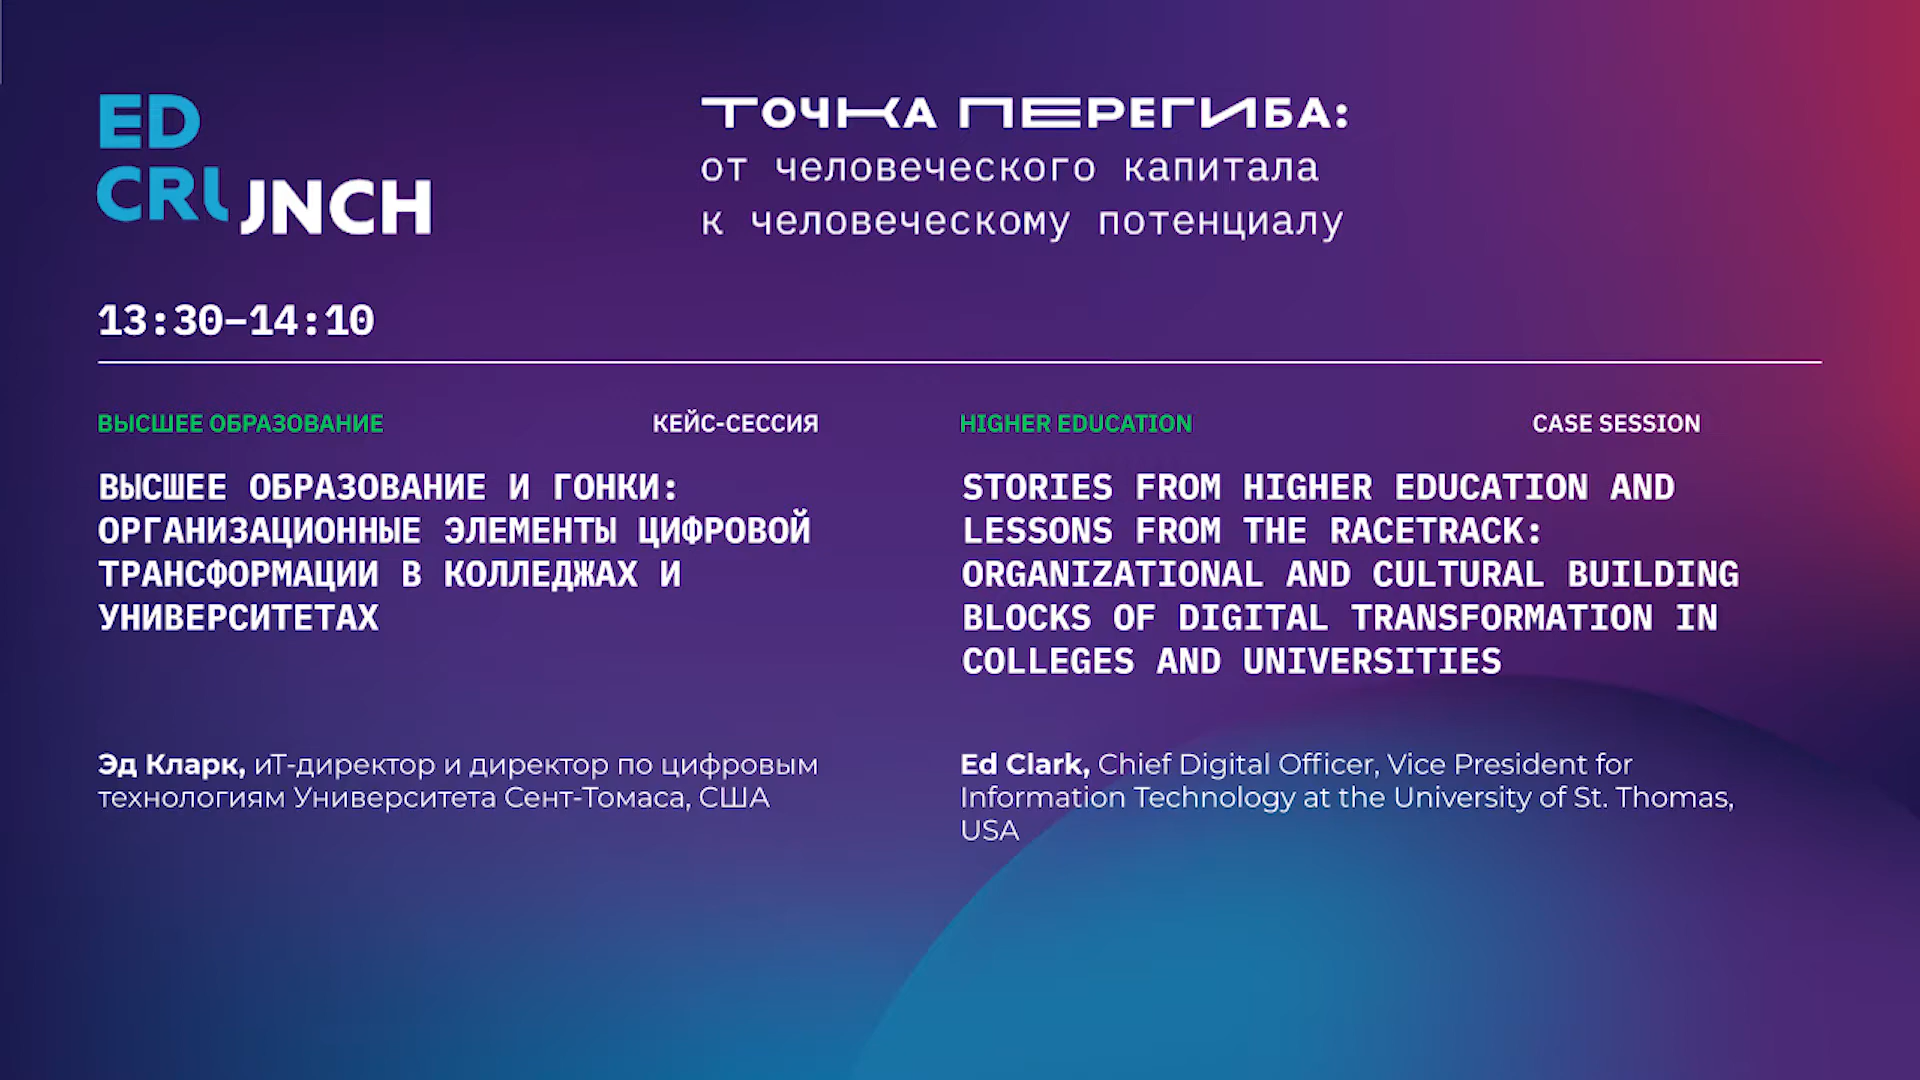 ED
CRUNCH
ТОЧКА ПЕРЕГИБА:
от человеческого капитала
к человеческому потенциалу
13:30–14:10
ВЫСШЕЕ ОБРАЗОВАНИЕ
КЕЙС-СЕССИЯ
ВЫСШЕЕ ОБРАЗОВАНИЕ И ГОНКИ:
ОРГАНИЗАЦИОННЫЕ ЭЛЕМЕНТЫ ЦИФРОВОЙ
ТРАНСФОРМАЦИИ В КОЛЛЕДЖАХ И
УНИВЕРСИТЕТАХ
Эд Кларк, иТ-директор и директор по цифровым
технологиям Университета Сент-Томаса, США
HIGHER EDUCATION
CASE SESSION
STORIES FROM HIGHER EDUCATION AND
LESSONS FROM THE RACETRACK:
ORGANIZATIONAL AND CULTURAL BUILDING
BLOCKS OF DIGITAL TRANSFORMATION IN
COLLEGES AND UNIVERSITIES
Ed Clark, Chief Digital Officer, Vice President for
Information Technology at the University of St. Thomas,
USA